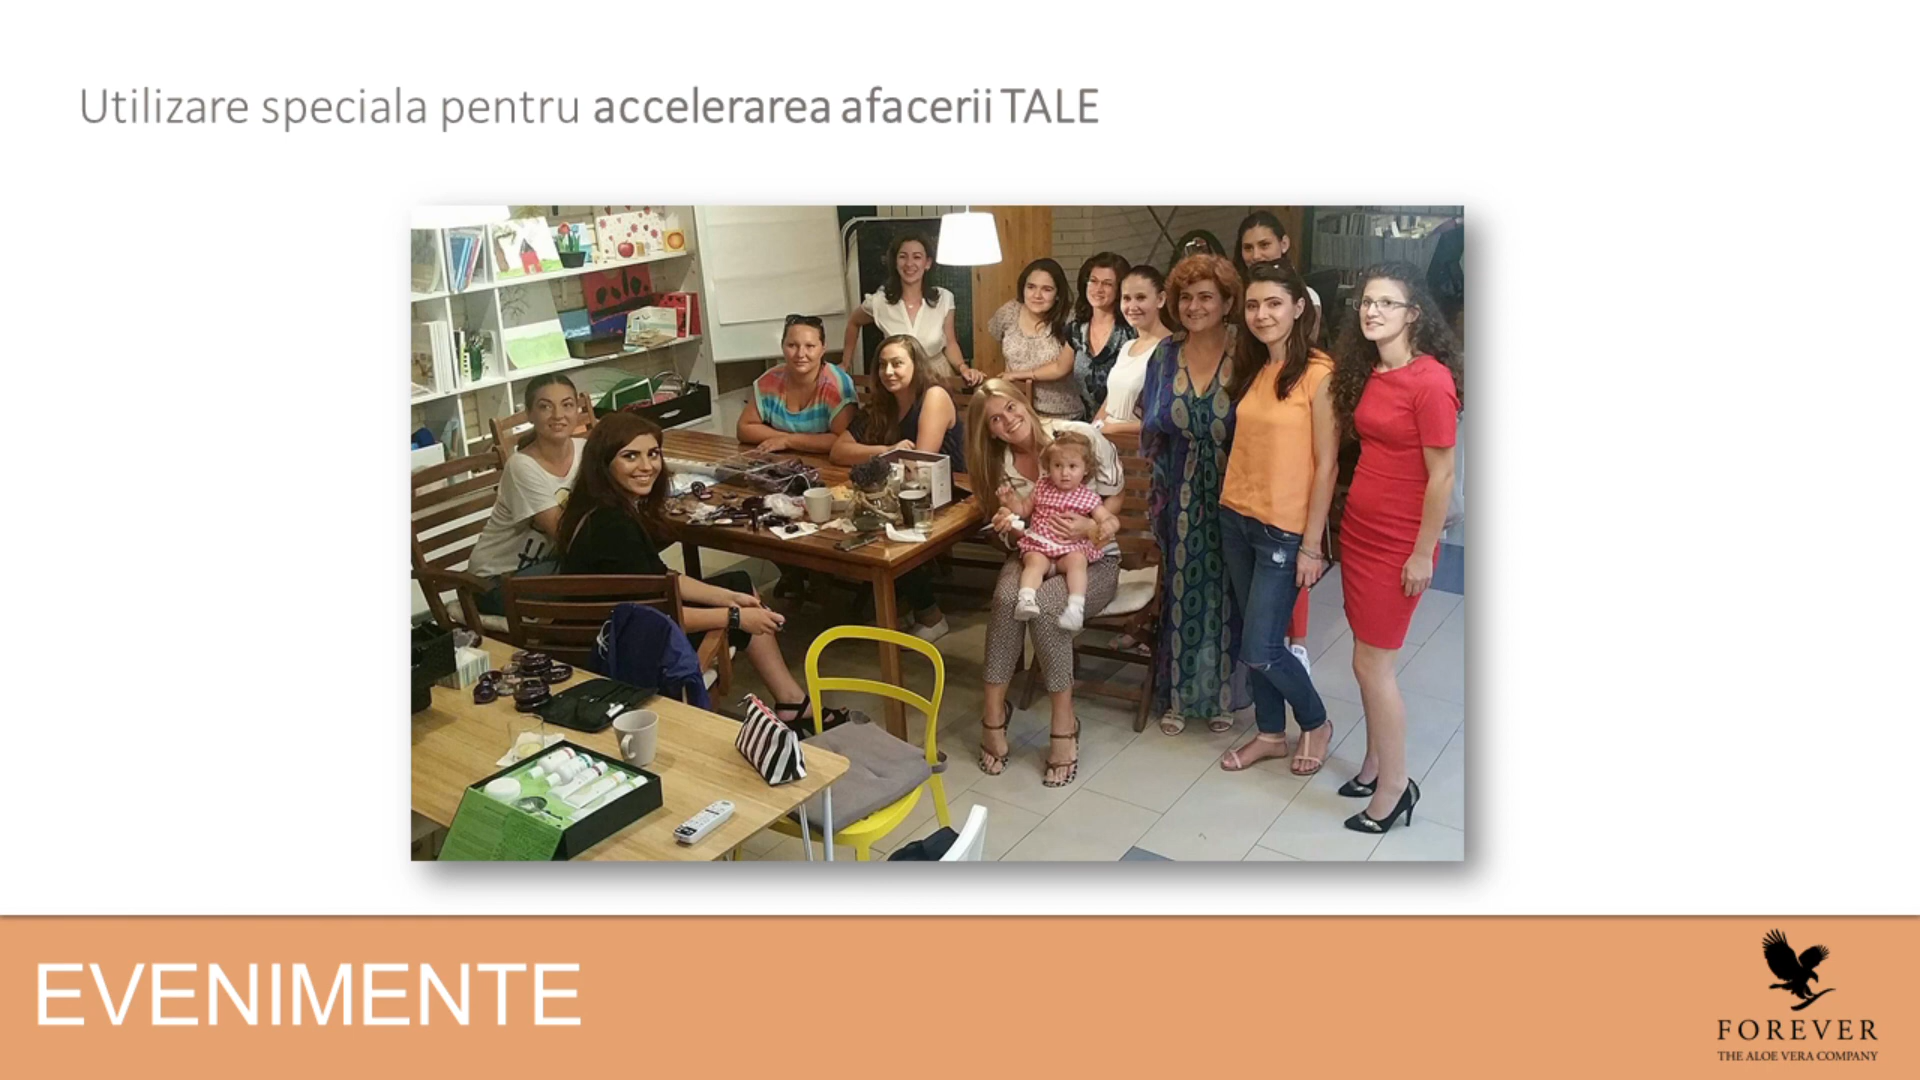 Utilizare speciala pentru accelerarea afacerii TALE
EVENIMENTE
FOREVER
THE ALOE VERA COMPANY